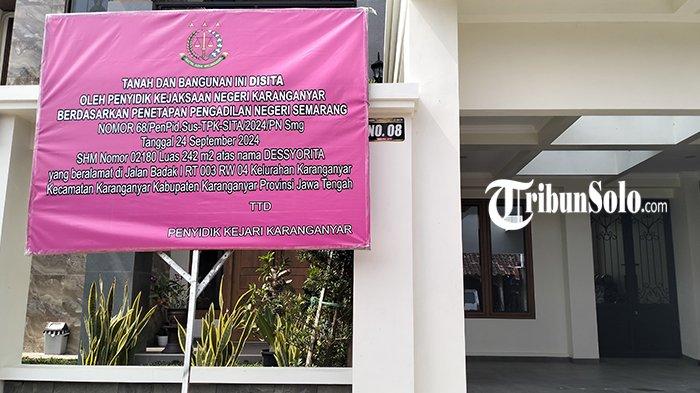 TANAH DAN BANGUNAN INI DISITA
OLEH PENYIDIK KEJAKSAAN NEGERI KARANGANYAR
BERDASARKAN PENETAPAN PENGADILAN NEGERI SEMARANG
NOMOR 68/PenPid.Sus-TPK-SITA/2024/PN Smg
Tanggal 24 September 2024
SHM Nomor 02180 Luas 242 m2 atas nama DESSYORITA
yang beralamat di Jalan Badak I RT 003 RW 04 Kelurahan Karanganyar
Kecamatan Karanganyar Kabupaten Karanganyar Provinsi Jawa Tengah
TTD
PENYIDIK KEJARI KARANGANYAR
NO. 08
TribunSolo.com